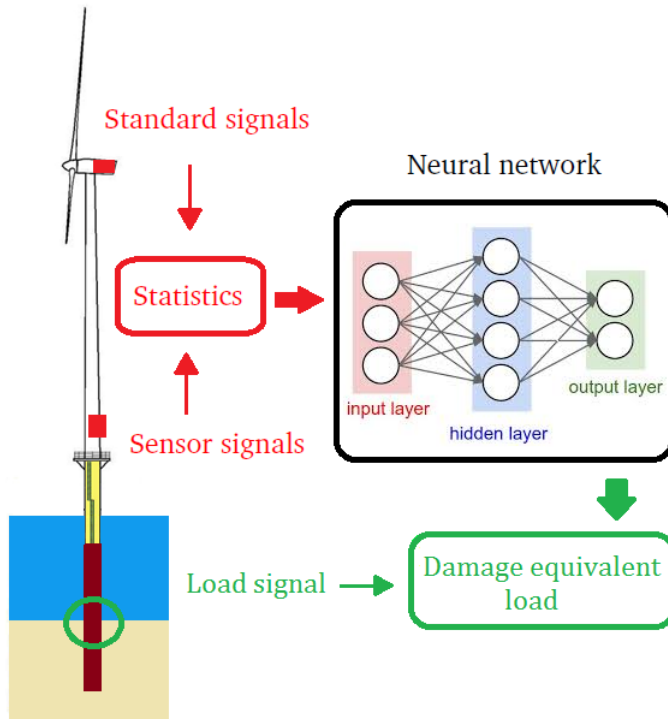 Standard signals
Neural network
Statistics
input layer
hidden layer
output layer
Sensor signals
Load signal
Damage equivalent
load